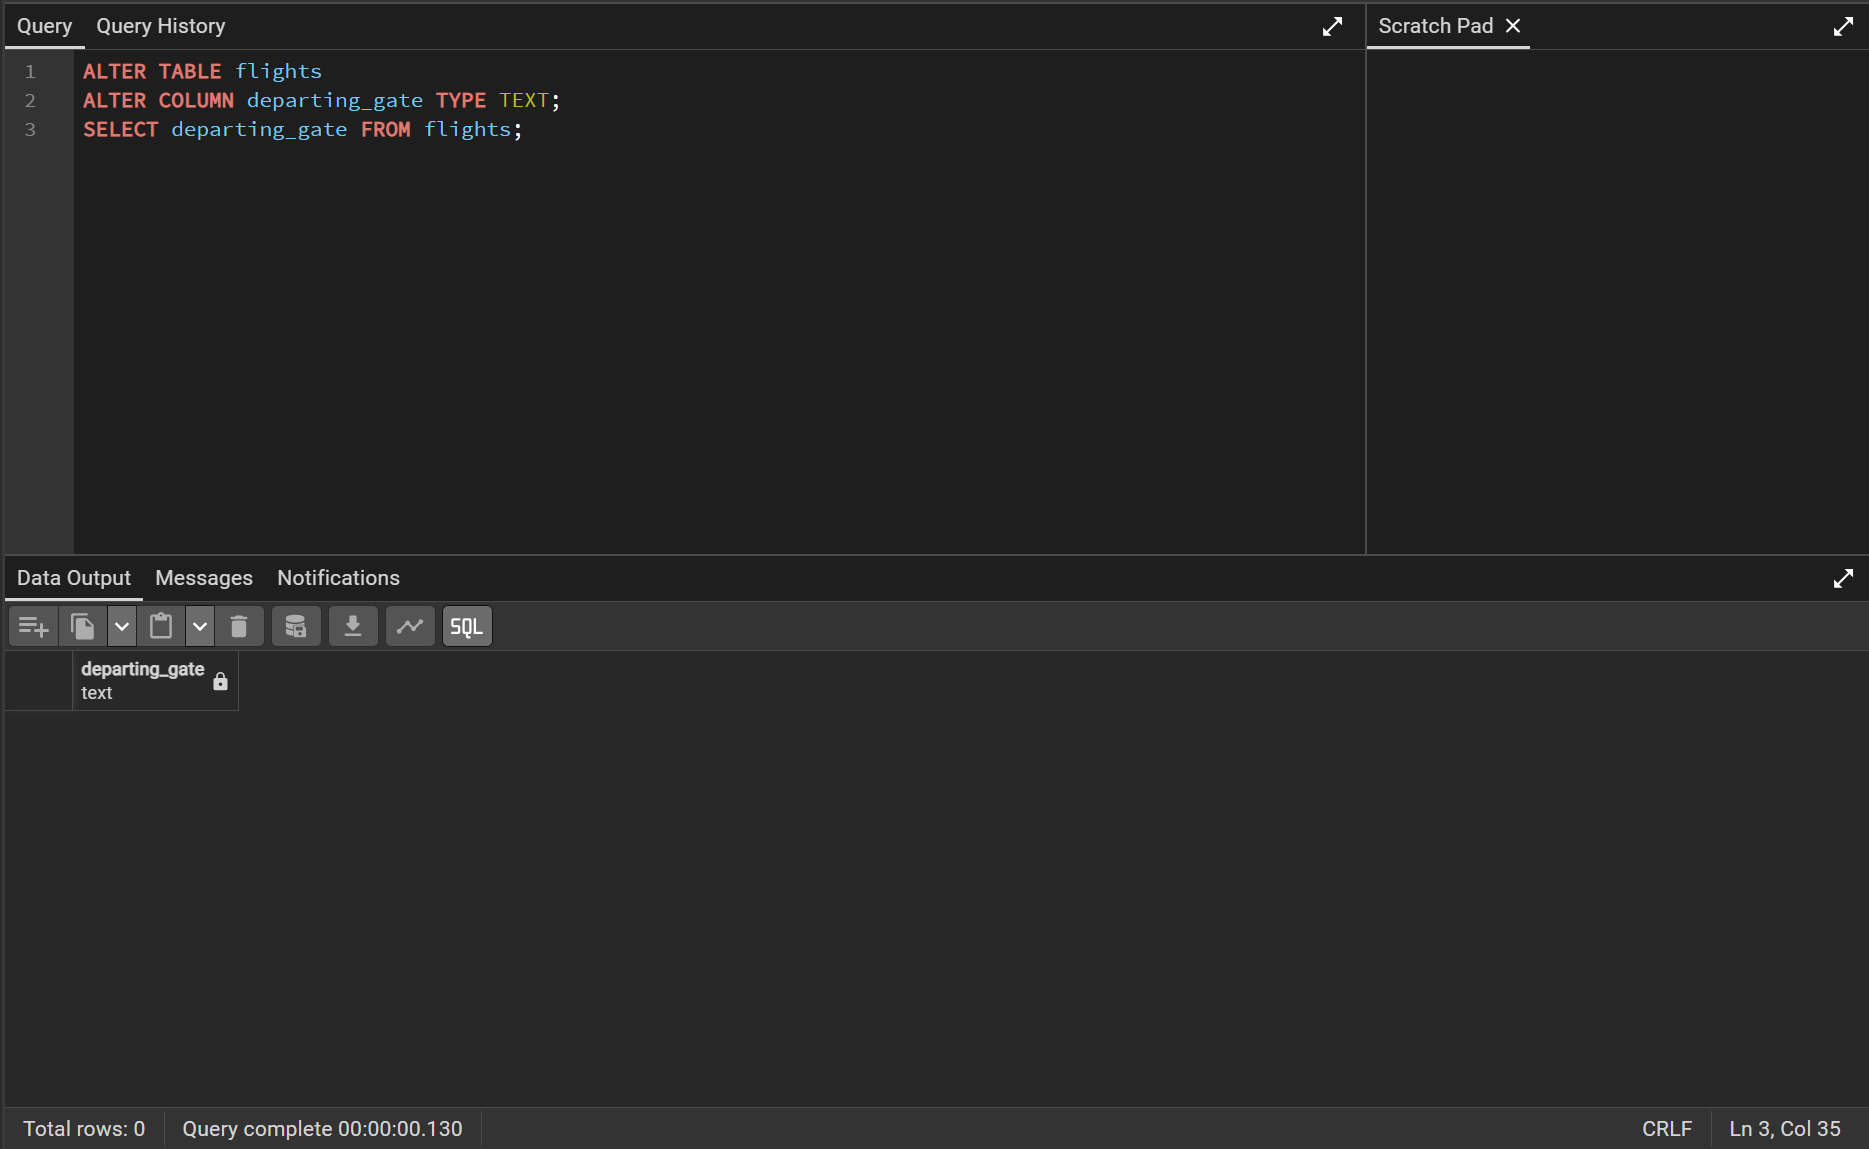 Query Query History
Scratch Pad
1 ALTER TABLE flights
2 ALTER COLUMN departing_gate TYPE TEXT;
3 SELECT departing_gate FROM flights;
Data Output Messages Notifications
SQL
departing_gate
text
Total rows: 0 Query complete 00:00:00.130 CRLF Ln 3, Col 35